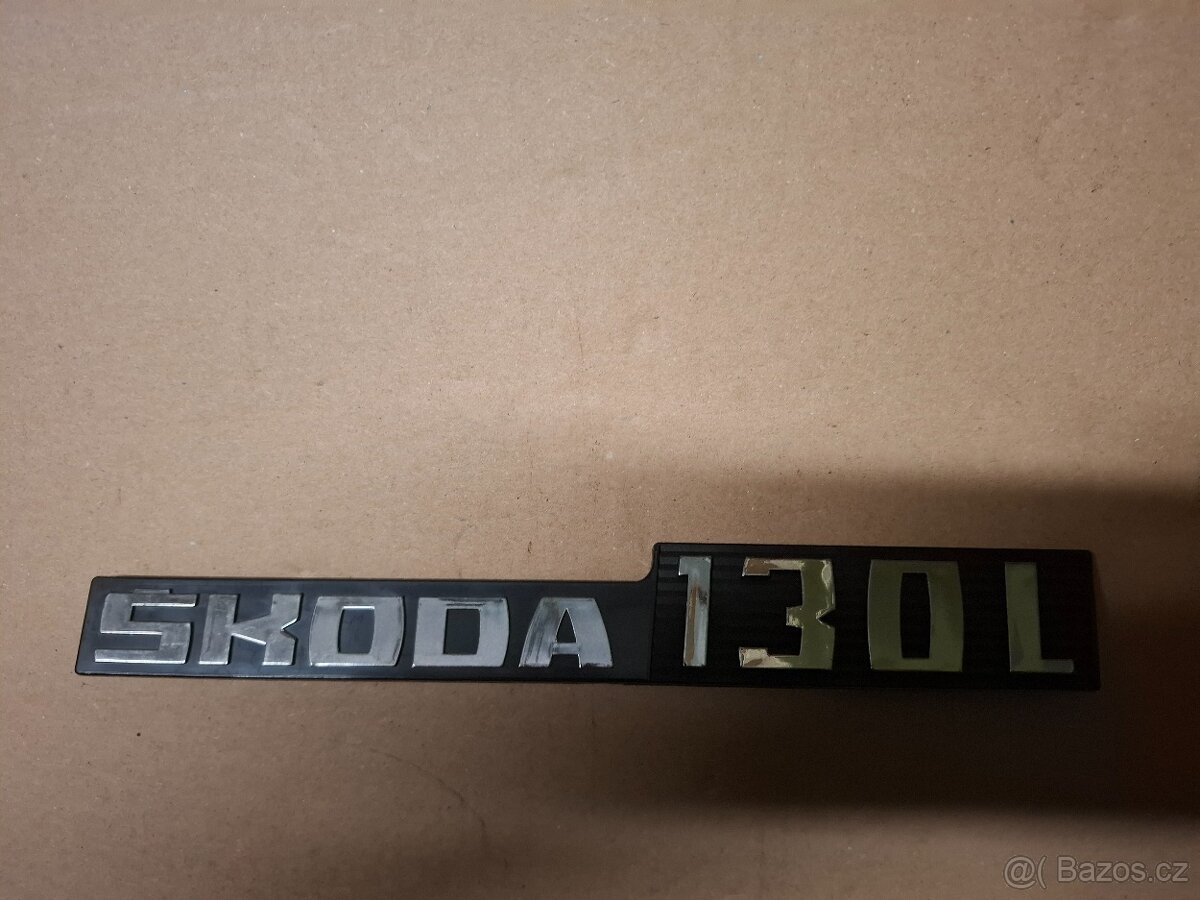 ŠKODA 130L
@( Bazos.cz